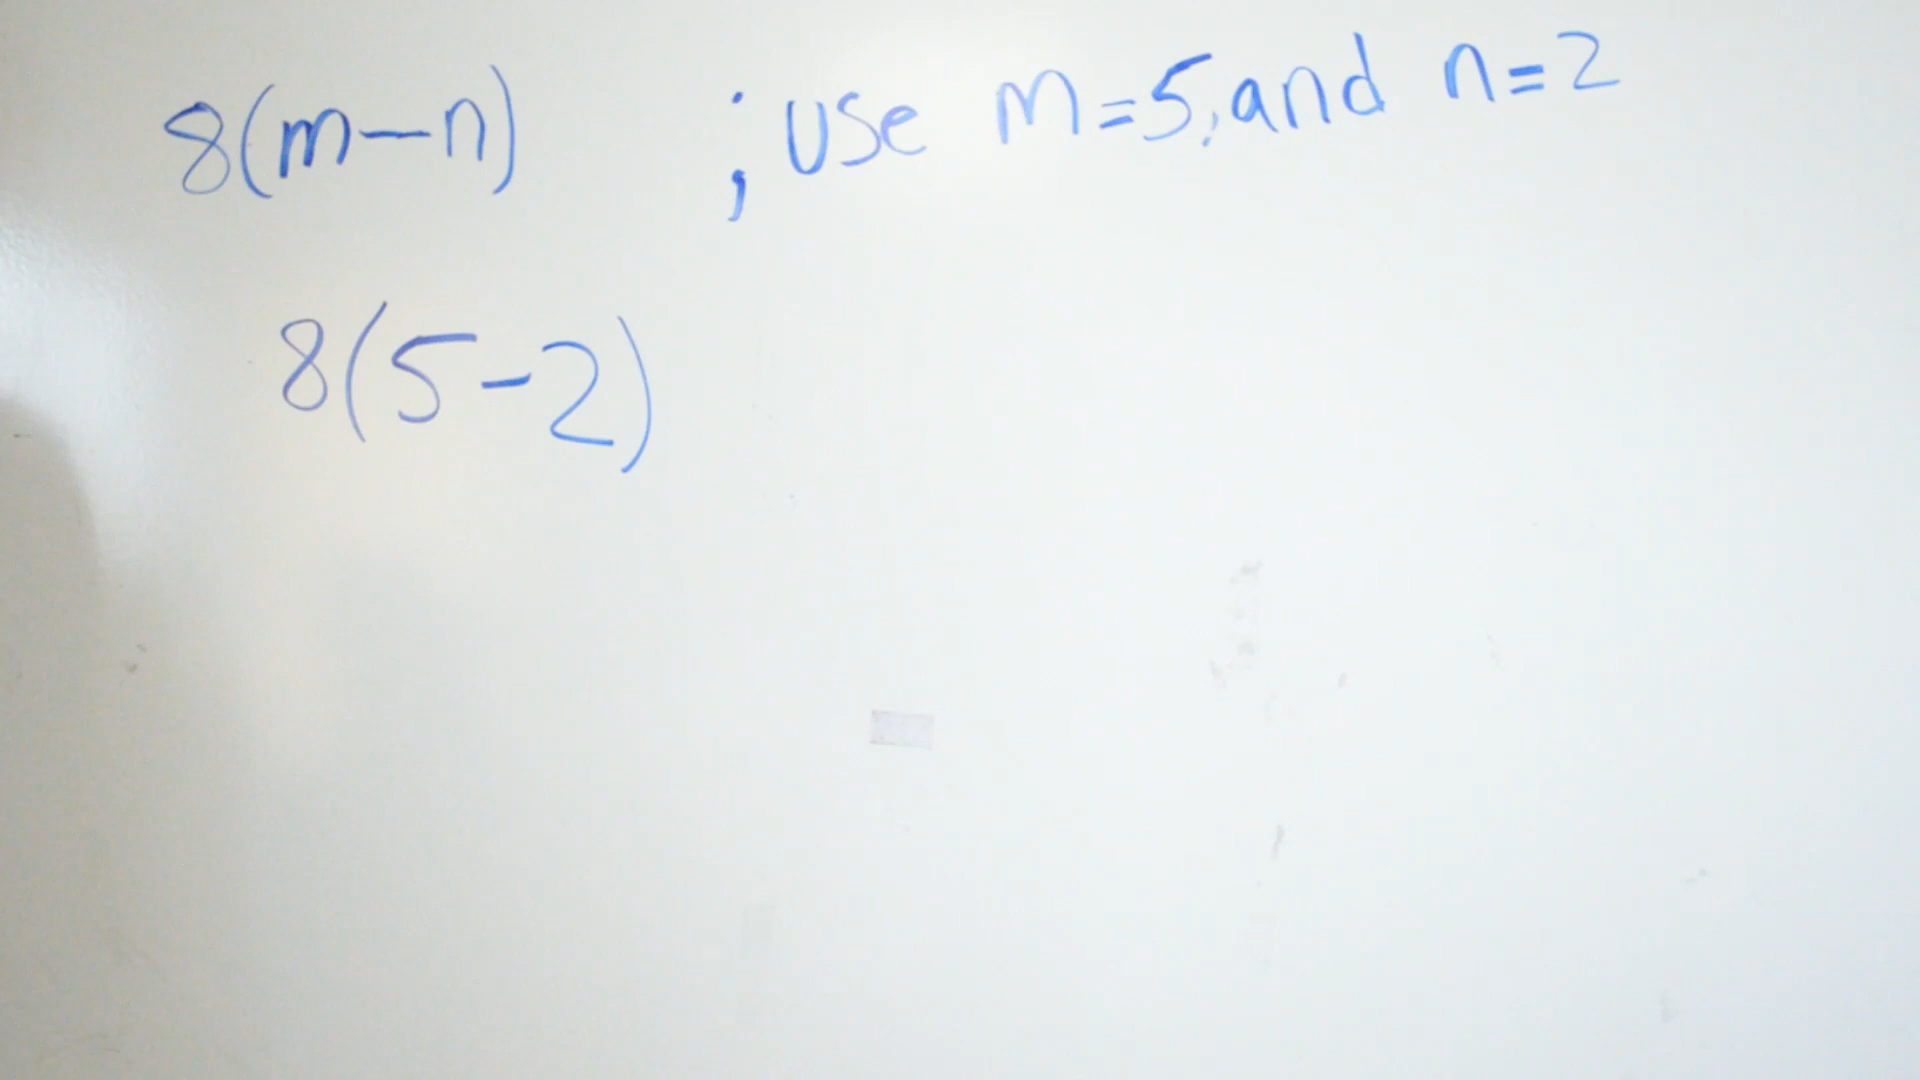 8(m-n) ; use m=5, and n=2
8(5-2)